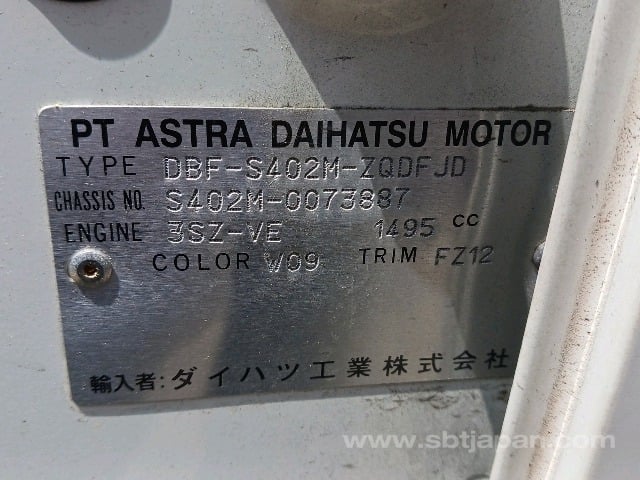 PT ASTRA DAIHATSU MOTOR
TYPE DBF-S402M-ZQDFJD
CHASSIS NO. S402M-0073887
ENGINE 3SZ-VE 1495 CC
COLOR W09 TRIM FZ12
輸入者:ダイハツ工業株式会社
www.sbtjapan.com